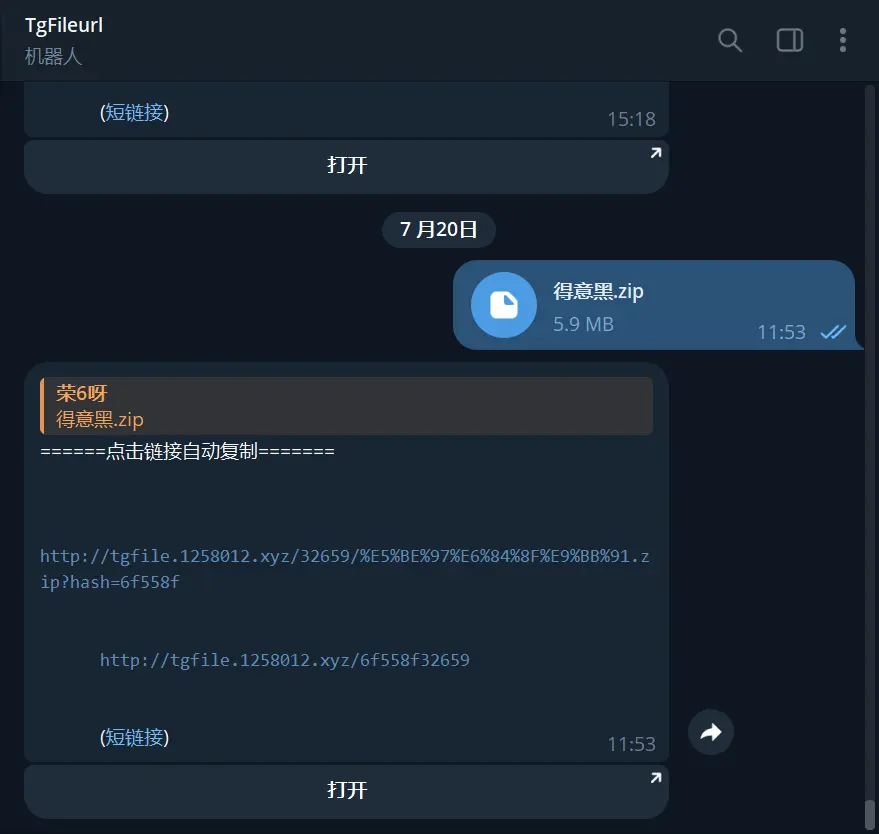 TgFileurl
机器人
(短链接)
15:18
打开
7 月20日
得意黑.zip
5.9 MB
11:53
荣6呀
得意黑.zip
======点击链接自动复制=======
http://tgfile.1258012.xyz/32659/%E5%BE%97%E6%84%8F%E9%BB%91.z
ip?hash=6f558f
http://tgfile.1258012.xyz/6f558f32659
(短链接)
11:53
打开